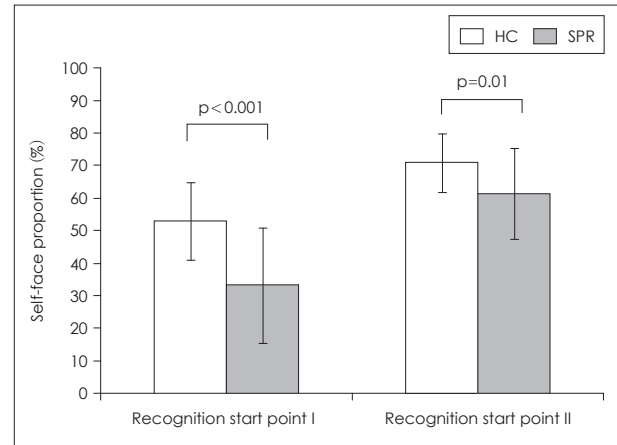 HC SPR
100
90
80
70
60
50
40
30
20
10
0
Self-face proportion (%)
p<0.001
p=0.01
Recognition start point I
Recognition start point II